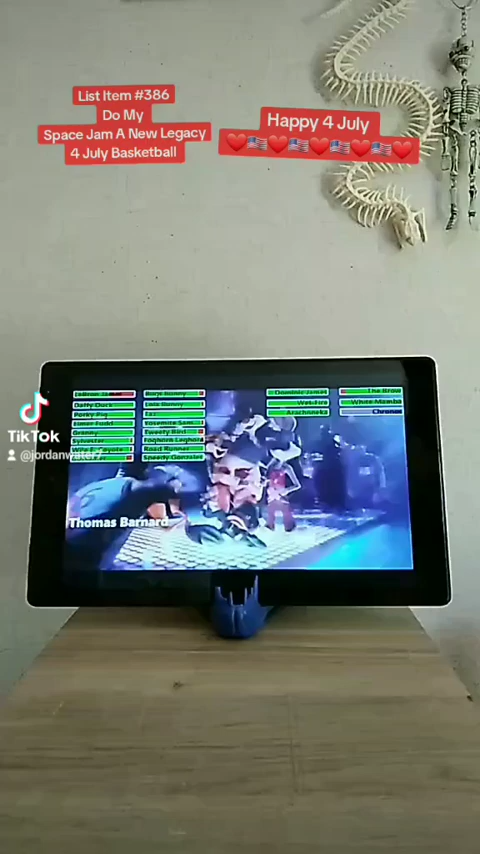 List Item #386
Do My
Space Jam A New Legacy
4 July Basketball
Happy 4 July
❤️🇺🇸❤️🇺🇸❤️🇺🇸❤️🇺🇸❤️
LeBron James
Daffy Duck
Porky Pig
Elmer Fudd
Granny
Sylvester
Coyote
Bugs Bunny
Lola Bunny
Taz
Yosemite Sam
Tweety Bird
Foghorn Leghorn
Road Runner
Speedy Gonzales
Dominic James
Wet-Fire
Arachnneka
The Brow
White Mamba
Chronos
Thomas Barnard
TikTok